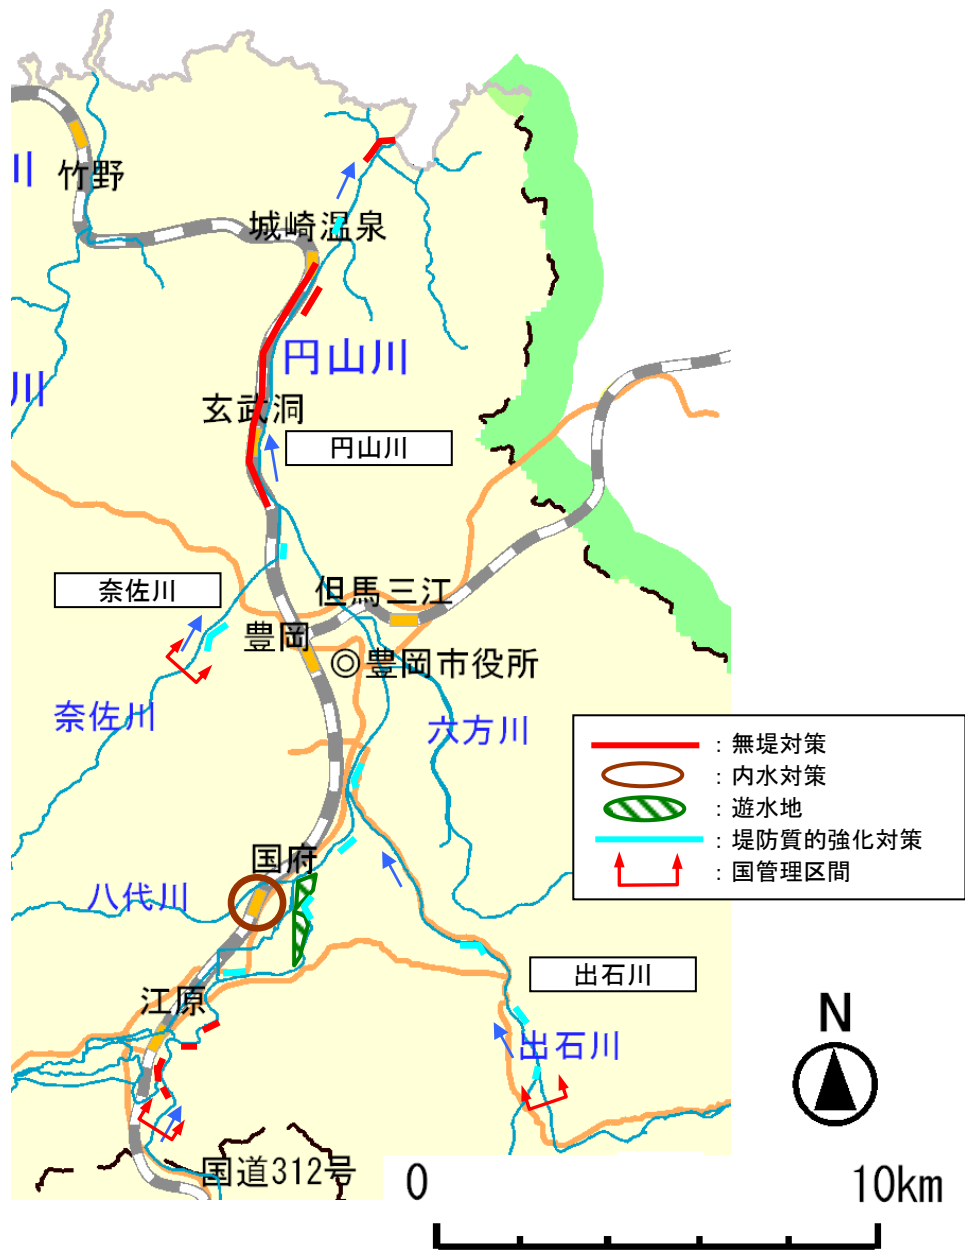 川
竹野
城崎温泉
円山川
川
玄武洞
円山川
奈佐川
但馬三江
豊岡
◎豊岡市役所
奈佐川
六方川
：無堤対策
：内水対策
：遊水地
：堤防質的強化対策
：国管理区間
国府
八代川
出石川
江原
出石川
N
国道312号
0
10km